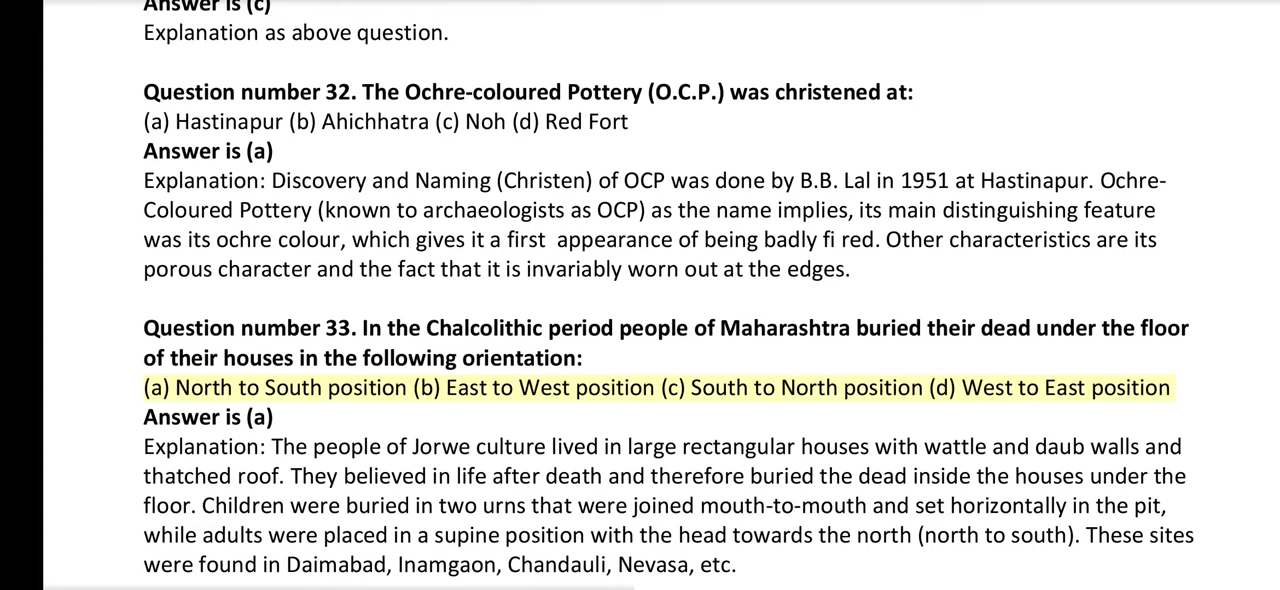 Answer is (c)
Explanation as above question.
Question number 32. The Ochre-coloured Pottery (O.C.P.) was christened at:
(a) Hastinapur (b) Ahichhatra (c) Noh (d) Red Fort
Answer is (a)
Explanation: Discovery and Naming (Christen) of OCP was done by B.B. Lal in 1951 at Hastinapur. Ochre-
Coloured Pottery (known to archaeologists as OCP) as the name implies, its main distinguishing feature
was its ochre colour, which gives it a first  appearance of being badly fi red. Other characteristics are its
porous character and the fact that it is invariably worn out at the edges.
Question number 33. In the Chalcolithic period people of Maharashtra buried their dead under the floor
of their houses in the following orientation:
(a) North to South position (b) East to West position (c) South to North position (d) West to East position
Answer is (a)
Explanation: The people of Jorwe culture lived in large rectangular houses with wattle and daub walls and
thatched roof. They believed in life after death and therefore buried the dead inside the houses under the
floor. Children were buried in two urns that were joined mouth-to-mouth and set horizontally in the pit,
while adults were placed in a supine position with the head towards the north (north to south). These sites
were found in Daimabad, Inamgaon, Chandauli, Nevasa, etc.